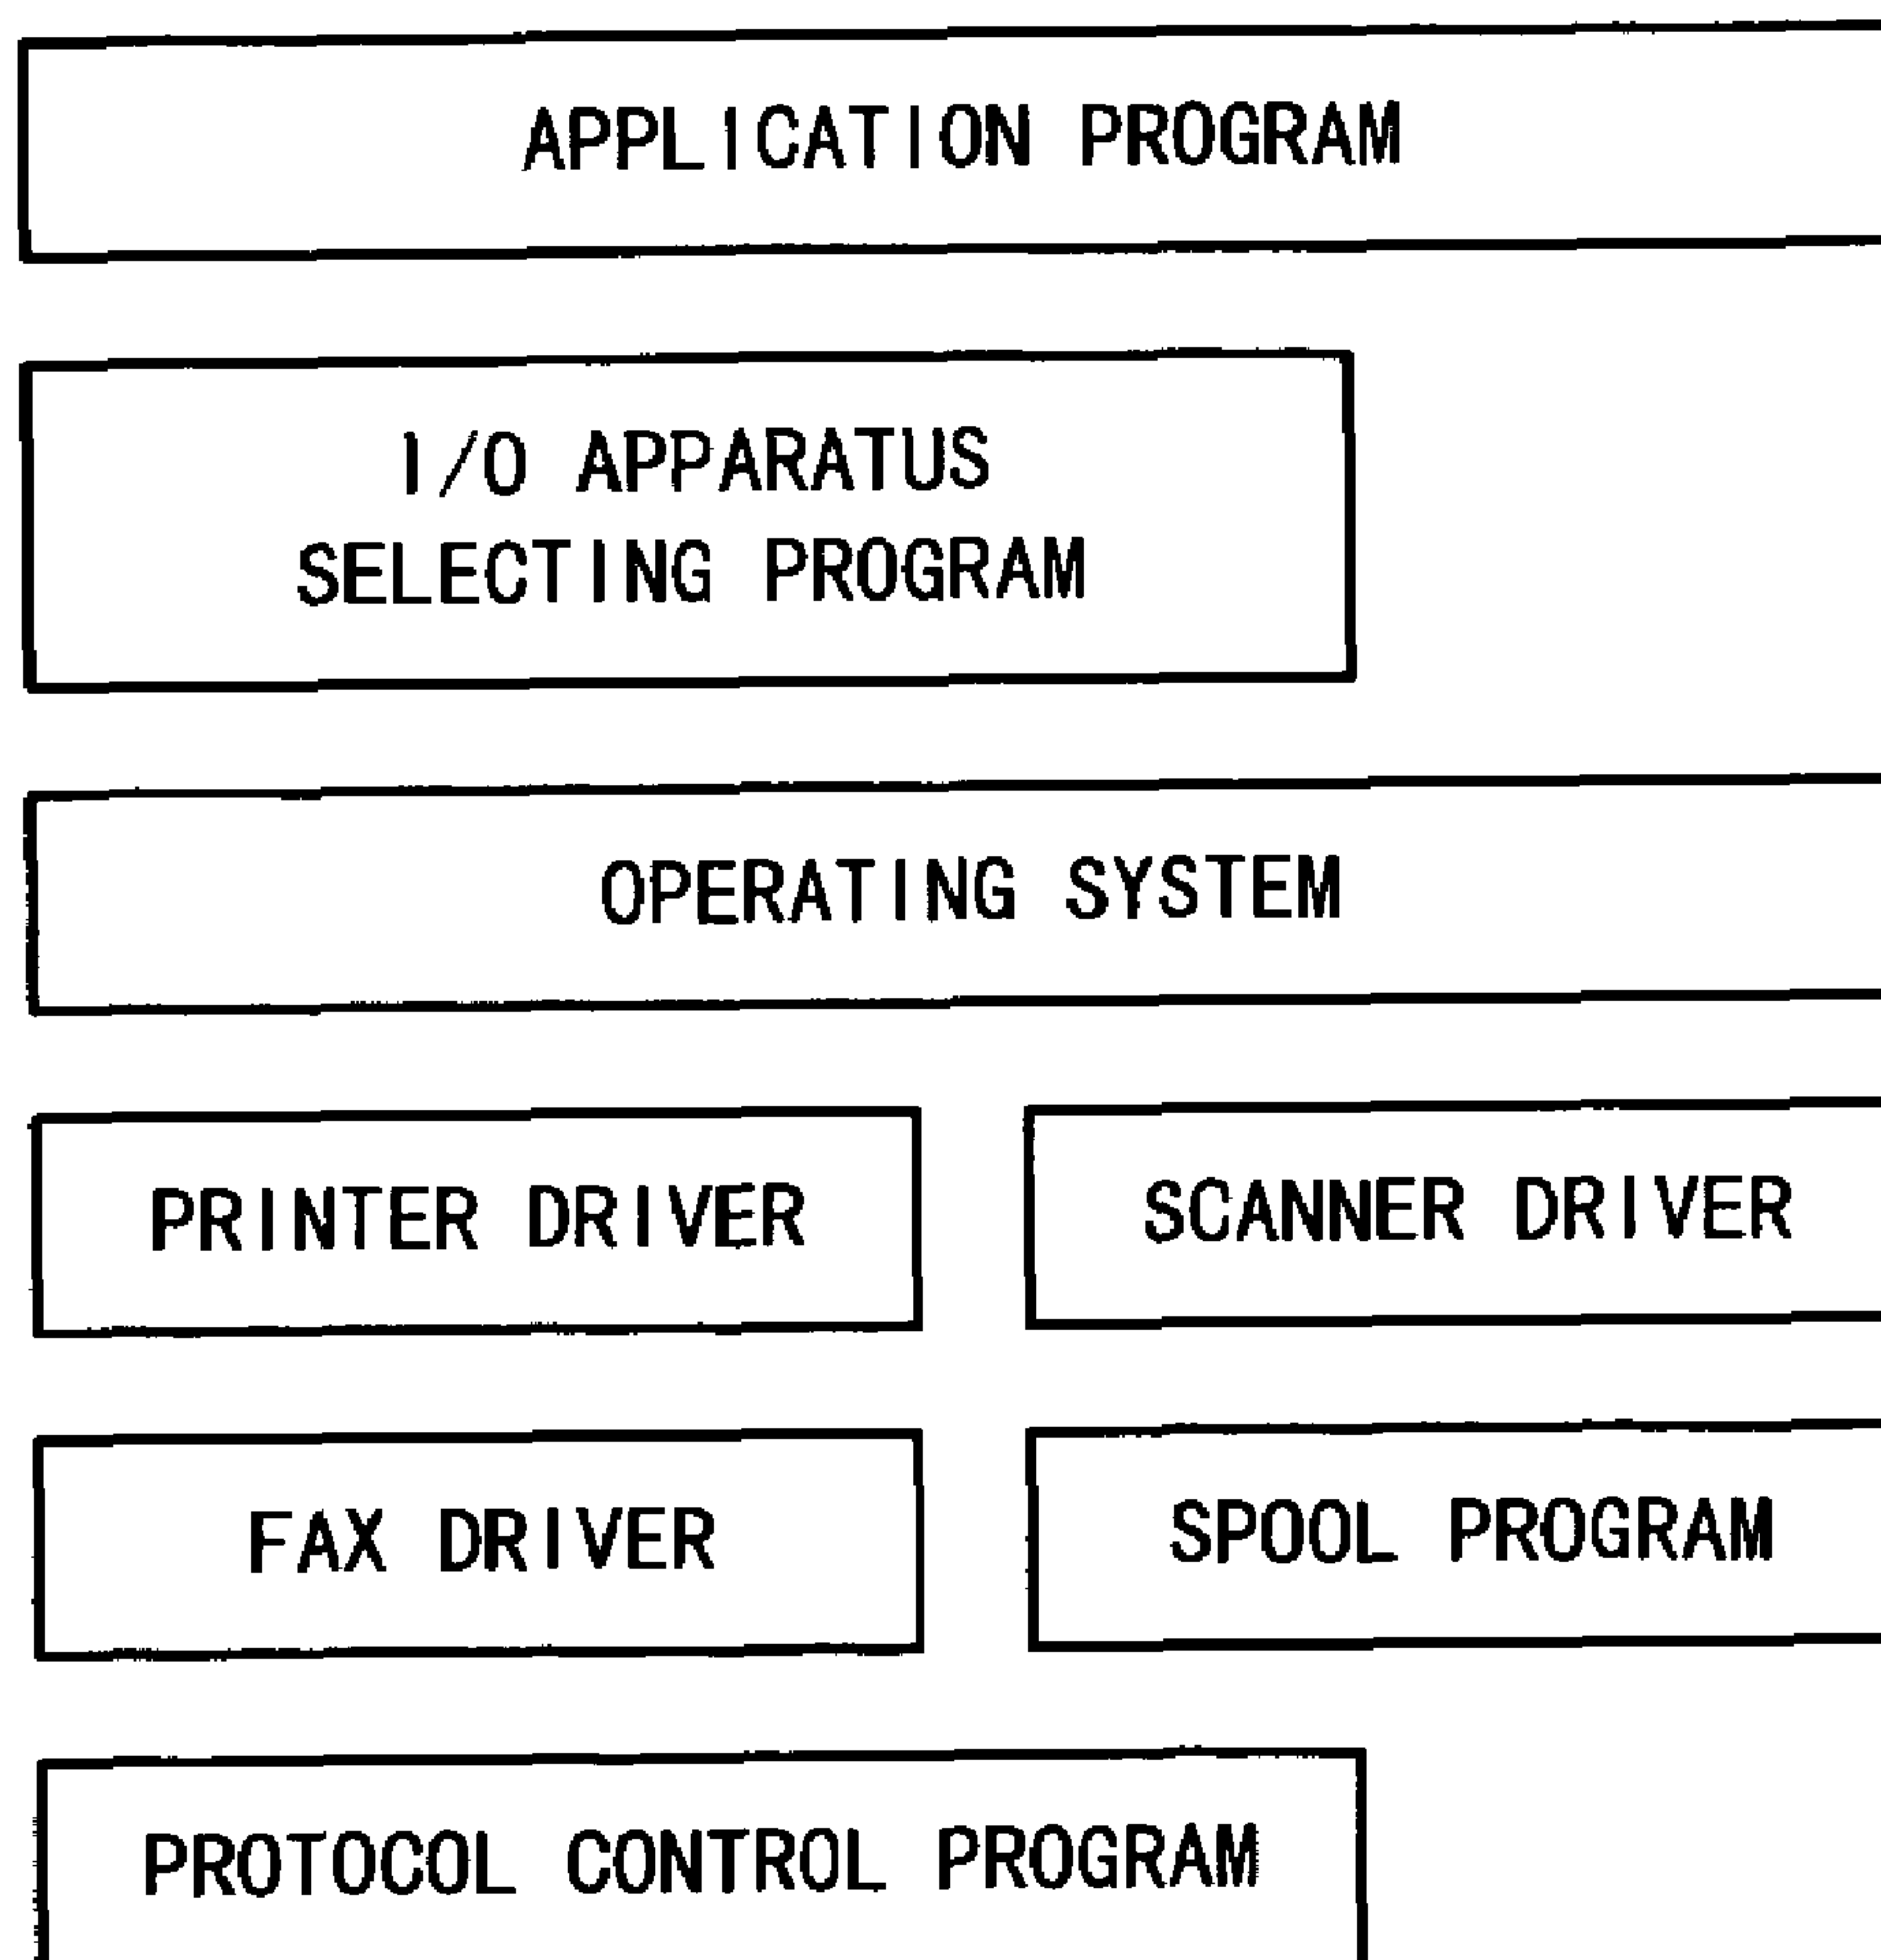 APPLICATION PROGRAM
I/O APPARATUS
SELECTING PROGRAM
OPERATING SYSTEM
PRINTER DRIVER
SCANNER DRIVER
FAX DRIVER
SPOOL PROGRAM
PROTOCOL CONTROL PROGRAM